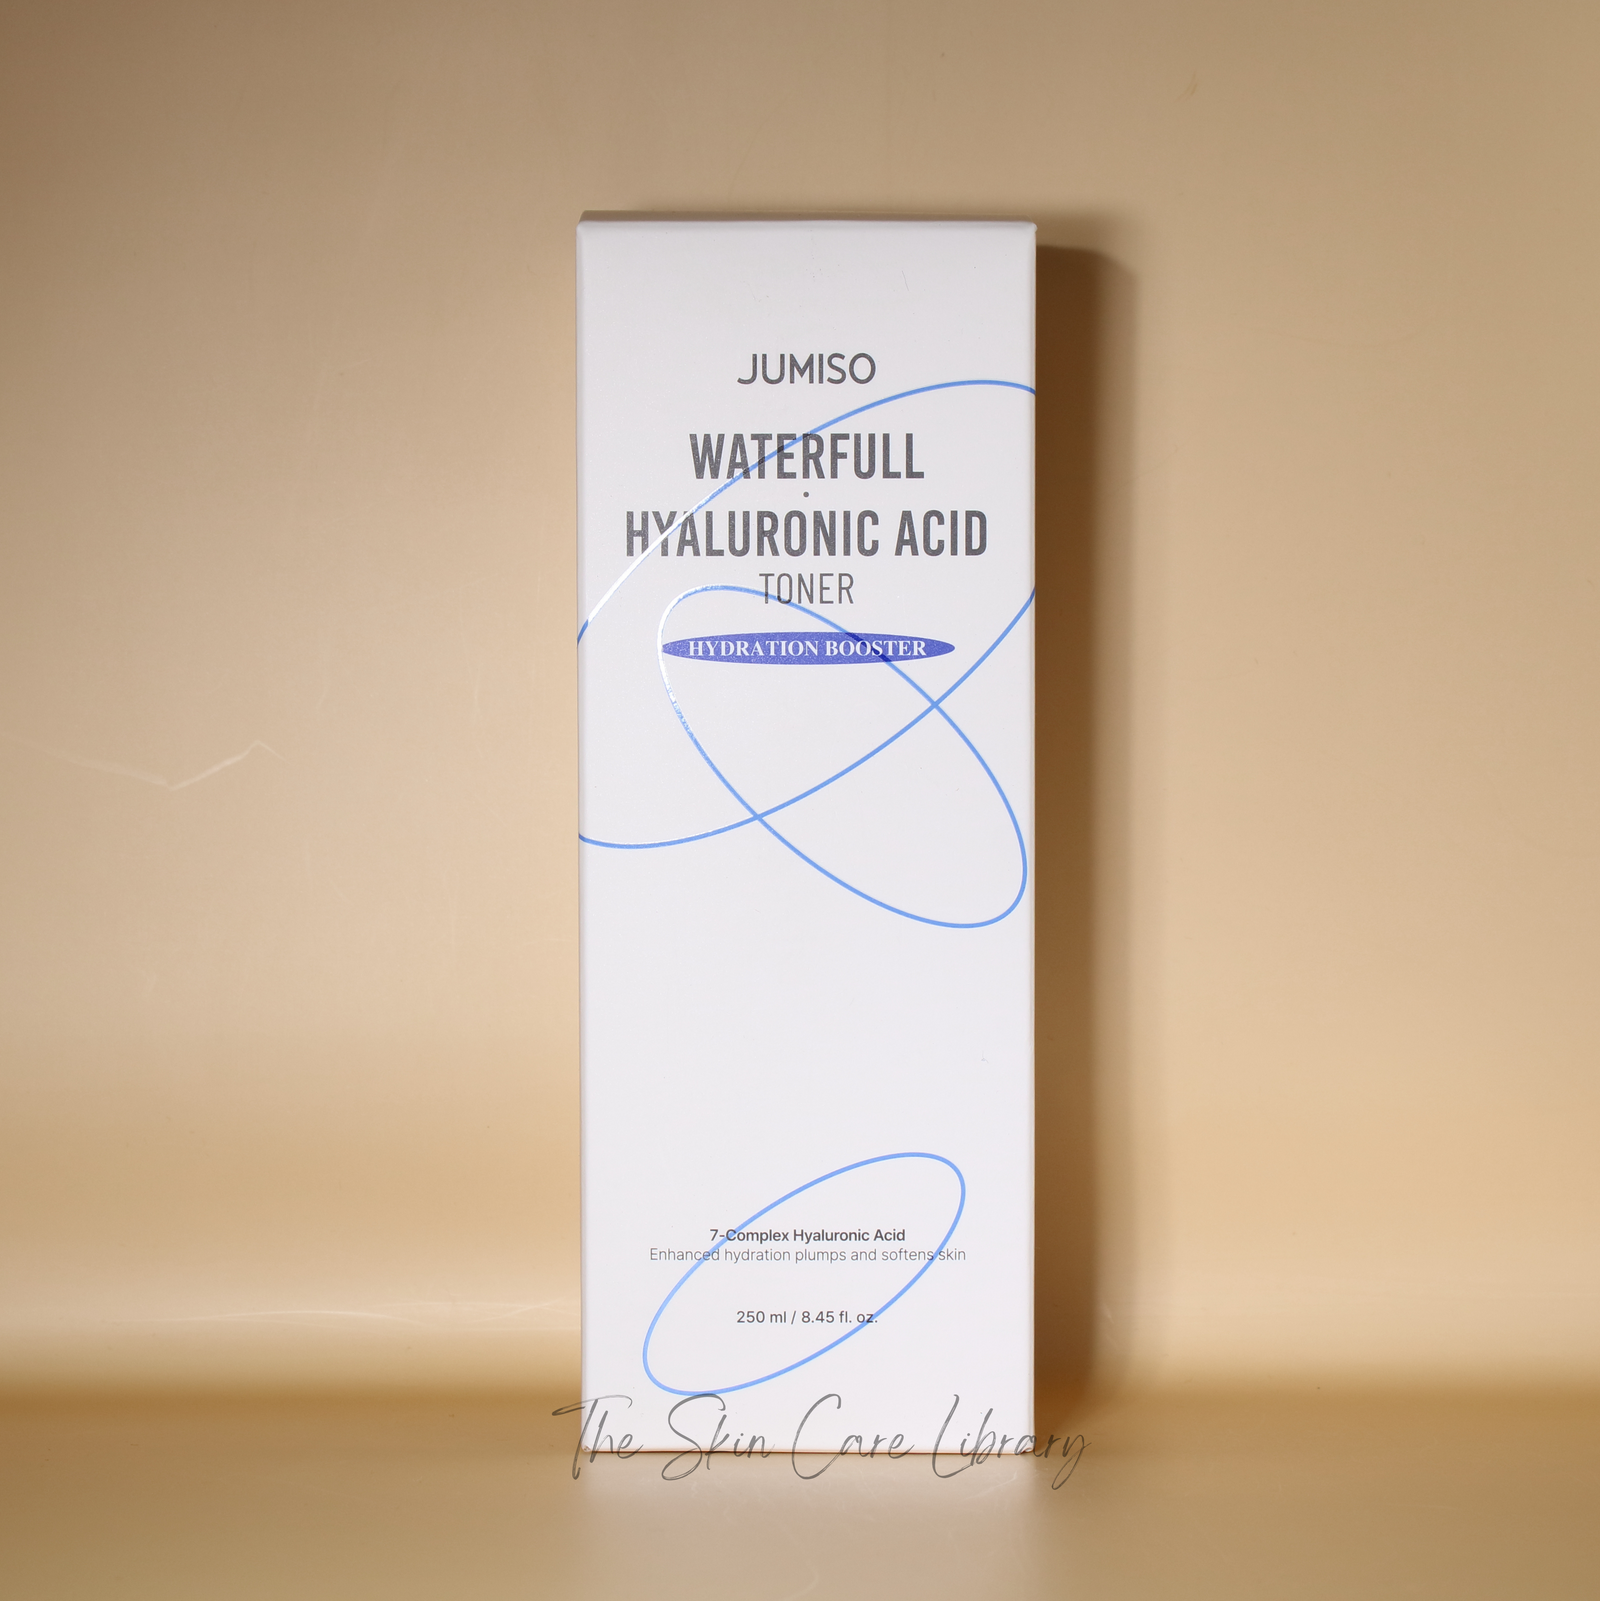 JUMISO
WATERFULL
·
HYALURONIC ACID
TONER
HYDRATION BOOSTER
7-Complex Hyaluronic Acid
Enhanced hydration plumps and softens skin
250 ml / 8.45 fl. oz.
The Skin Care Library